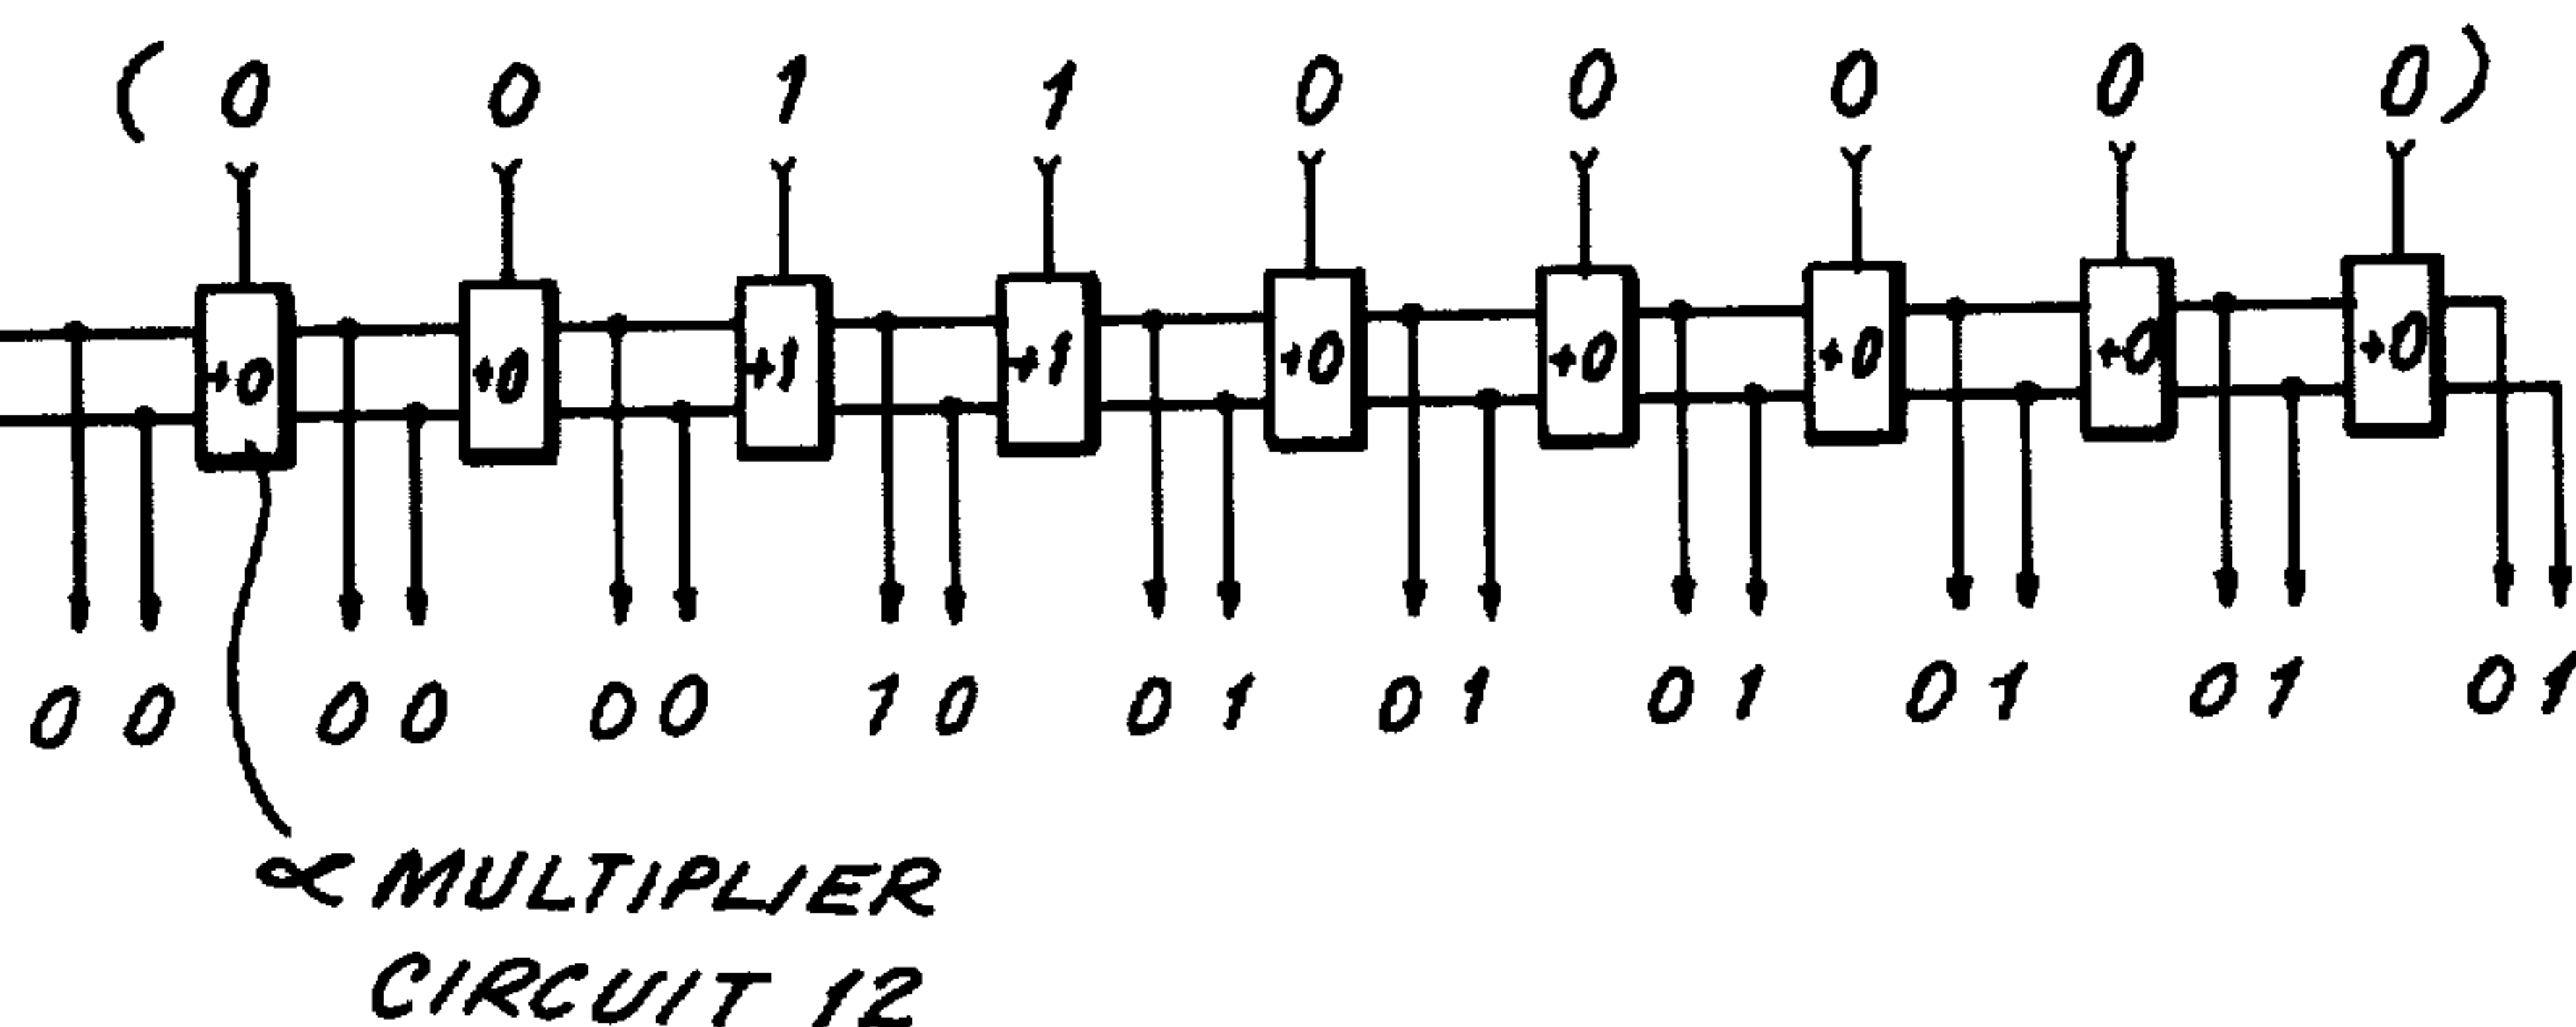 ( 0 0 1 1 0 0 0 0 0 )
+0 +0 +1 +1 +0 +0 +0 +0 +0
0 0 0 0 0 0 1 0 0 1 0 1 0 1 0 1 0 1 0 1
∝ MULTIPLIER
CIRCUIT 12